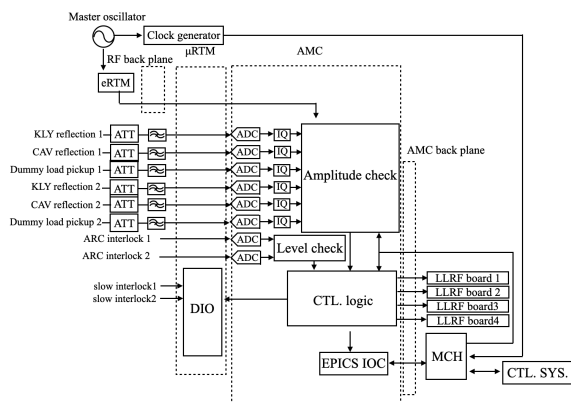 Master oscillator
Clock generator
μRTM
AMC
RF back plane
eRTM
KLY reflection 1
ATT
ADC
IQ
CAV reflection 1
ATT
ADC
IQ
Dummy load pickup 1
ATT
ADC
IQ
KLY reflection 2
ATT
ADC
IQ
CAV reflection 2
ATT
ADC
IQ
Dummy load pickup 2
ATT
ADC
IQ
Amplitude check
AMC back plane
ARC interlock 1
ADC
Level check
ARC interlock 2
ADC
slow interlock1
slow interlock2
DIO
CTL. logic
LLRF board 1
LLRF board 2
LLRF board3
LLRF board4
EPICS IOC
MCH
CTL. SYS.